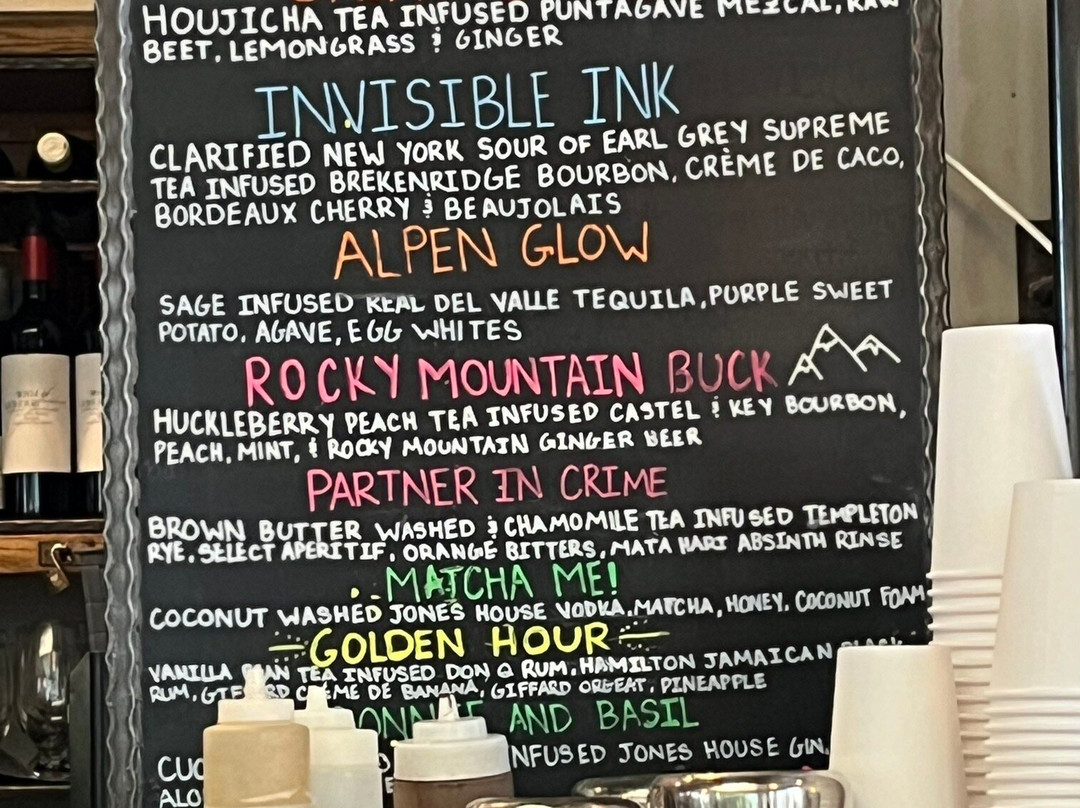 HOUJICHA TEA INFUSED PUNTAGAVE MEZCAL, RAW
BEET, LEMONGRASS & GINGER
INVISIBLE INK
CLARIFIED NEW YORK SOUR OF EARL GREY SUPREME
TEA INFUSED BREKENRIDGE BOURBON, CRÈME DE CACO,
BORDEAUX CHERRY & BEAUJOLAIS
ALPEN GLOW
SAGE INFUSED REAL DEL VALLE TEQUILA, PURPLE SWEET
POTATO, AGAVE, EGG WHITES
ROCKY MOUNTAIN BUCK
HUCKLEBERRY PEACH TEA INFUSED CASTEL & KEY BOURBON,
PEACH, MINT, & ROCKY MOUNTAIN GINGER BEER
PARTNER IN CRIME
BROWN BUTTER WASHED & CHAMOMILE TEA INFUSED TEMPLETON
RYE, SELECT APERITIF, ORANGE BITTERS, MATA HARI ABSINTH RINSE
MATCHA ME!
COCONUT WASHED JONES HOUSE VODKA, MATCHA, HONEY, COCONUT FOAM
GOLDEN HOUR
VANILLA TEA INFUSED DON Q RUM, HAMILTON JAMAICAN BLACK
RUM, CRÈME DE BANANA, GIFFARD ORGEAT, PINEAPPLE
AND BASIL
INFUSED JONES HOUSE GIN,